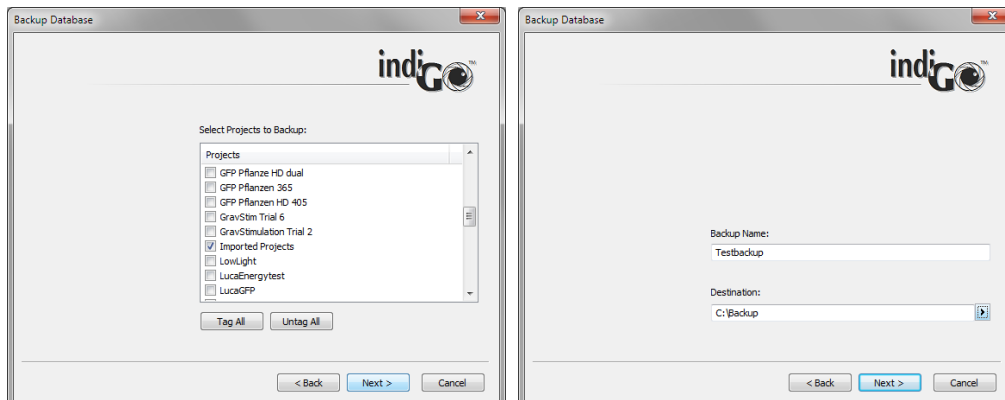 Backup Database
indiGo™
Select Projects to Backup:
Projects
GFP Pflanze HD dual
GFP Pflanzen 365
GFP Pflanzen HD 405
GravStim Trial 6
GravStimulation Trial 2
Imported Projects
LowLight
LucaEnergytest
LucaGFP
Tag All Untag All
< Back Next > Cancel
Backup Database
indiGo™
Backup Name:
Testbackup
Destination:
C:\Backup
< Back Next > Cancel